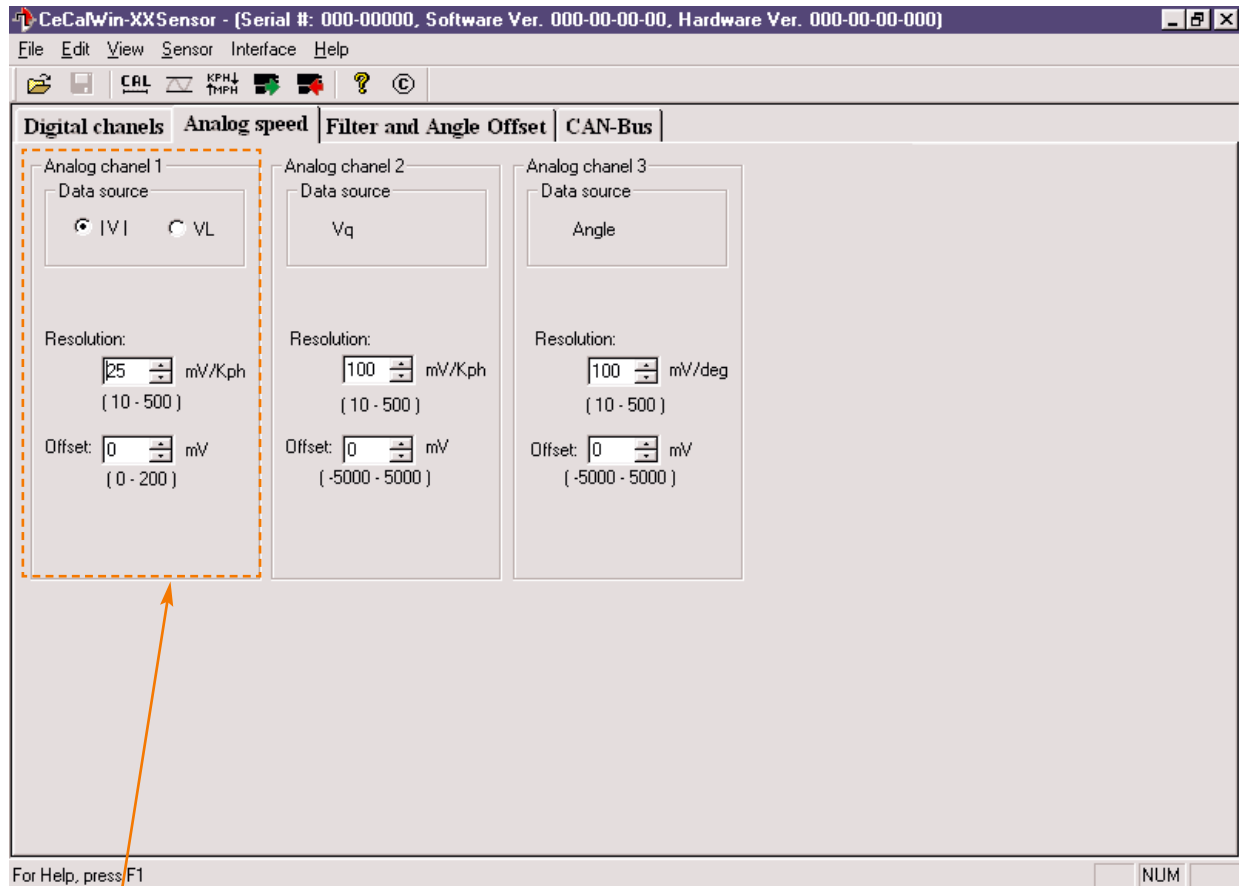 CeCalWin-XXSensor - (Serial #: 000-00000, Software Ver. 000-00-00-00, Hardware Ver. 000-00-00-000)
File Edit View Sensor Interface Help
CAL KPH MPH ? ©
Digital chanels Analog speed Filter and Angle Offset CAN-Bus
Analog chanel 1 Analog chanel 2 Analog chanel 3
Data source Data source Data source
|V| VL Vq Angle
Resolution: Resolution: Resolution:
25 mV/Kph 100 mV/Kph 100 mV/deg
( 10 - 500 ) ( 10 - 500 ) ( 10 - 500 )
Offset: 0 mV Offset: 0 mV Offset: 0 mV
( 0 - 200 ) ( -5000 - 5000 ) ( -5000 - 5000 )
For Help, press F1 NUM